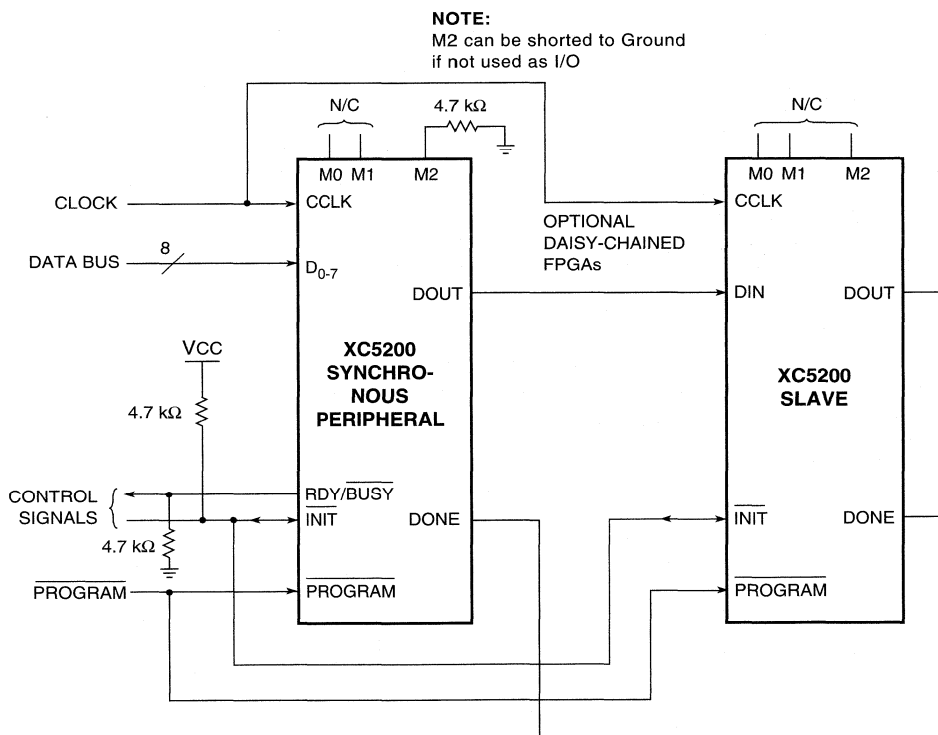 NOTE:
M2 can be shorted to Ground
if not used as I/O
N/C
4.7 kΩ
N/C
M0 M1 M2
M0 M1 M2
CLOCK
CCLK
CCLK
OPTIONAL
DAISY-CHAINED
FPGAs
DATA BUS
8
D0-7
DOUT
DIN
DOUT
VCC
4.7 kΩ
XC5200
SYNCHRO-
NOUS
PERIPHERAL
XC5200
SLAVE
CONTROL
SIGNALS
RDY/BUSY
INIT
DONE
INIT
DONE
4.7 kΩ
PROGRAM
PROGRAM
PROGRAM